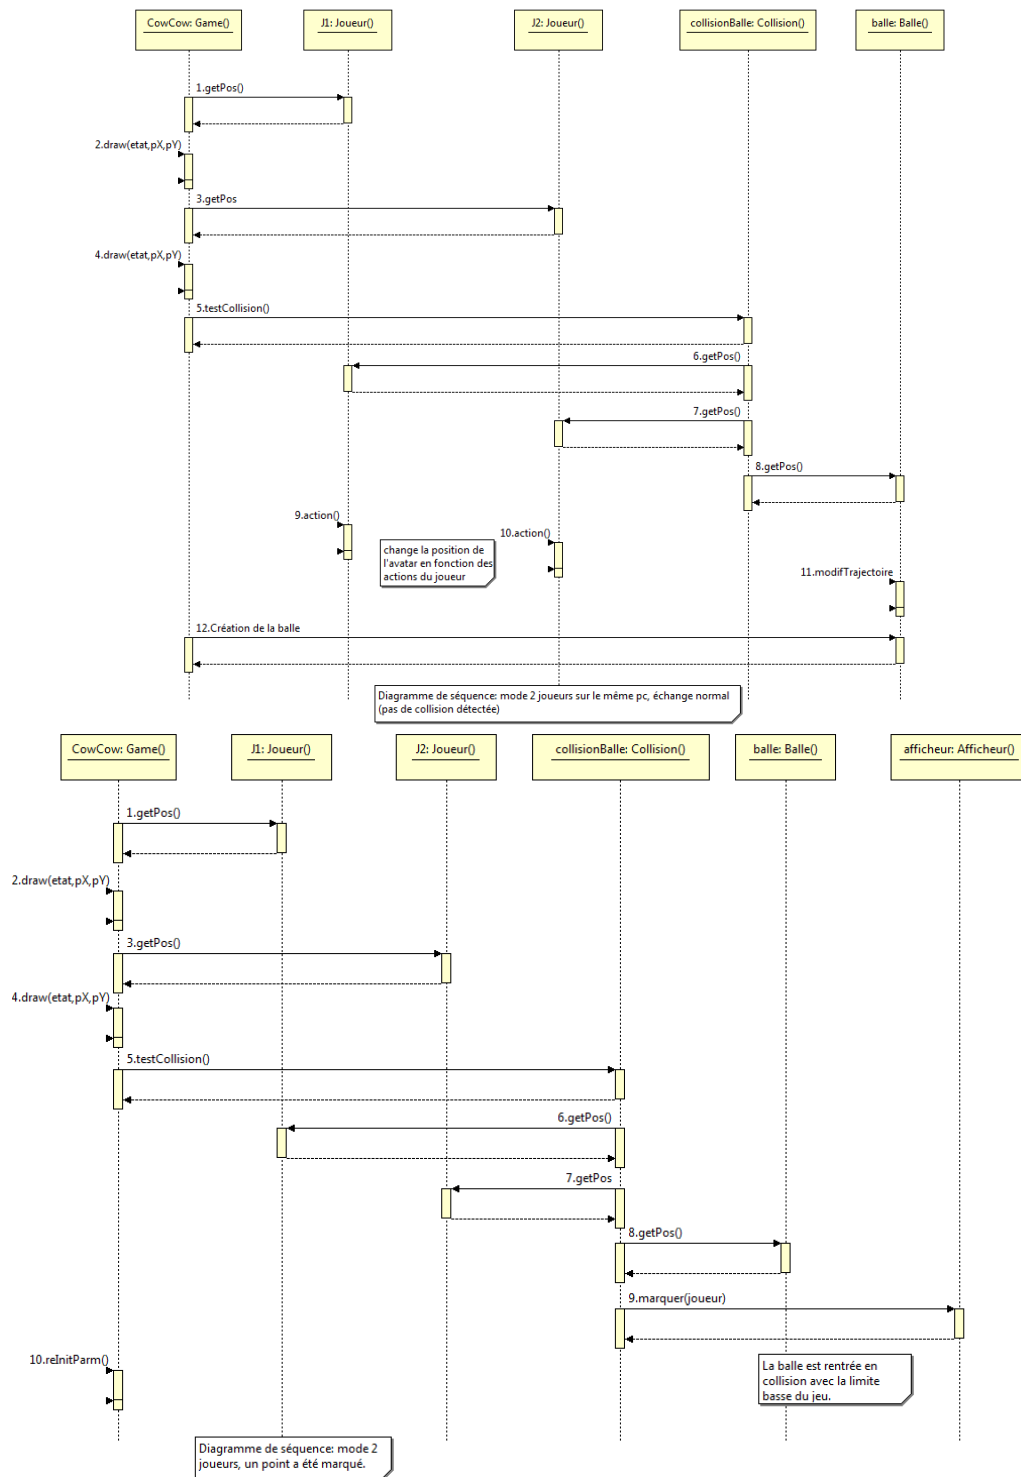 CowCow: Game()
J1: Joueur()
J2: Joueur()
collisionBalle: Collision()
balle: Balle()
1.getPos()
2.draw(etat,pX,pY)
3.getPos
4.draw(etat,pX,pY)
5.testCollision()
6.getPos()
7.getPos()
8.getPos()
9.action()
10.action()
change la position de
l'avatar en fonction des
actions du joueur
11.modifTrajectoire
12.Création de la balle
Diagramme de séquence: mode 2 joueurs sur le même pc, échange normal
(pas de collision détectée)
CowCow: Game()
J1: Joueur()
J2: Joueur()
collisionBalle: Collision()
balle: Balle()
afficheur: Afficheur()
1.getPos()
2.draw(etat,pX,pY)
3.getPos()
4.draw(etat,pX,pY)
5.testCollision()
6.getPos()
7.getPos
8.getPos()
9.marquer(joueur)
10.reInitParm()
La balle est rentrée en
collision avec la limite
basse du jeu.
Diagramme de séquence: mode 2
joueurs, un point a été marqué.